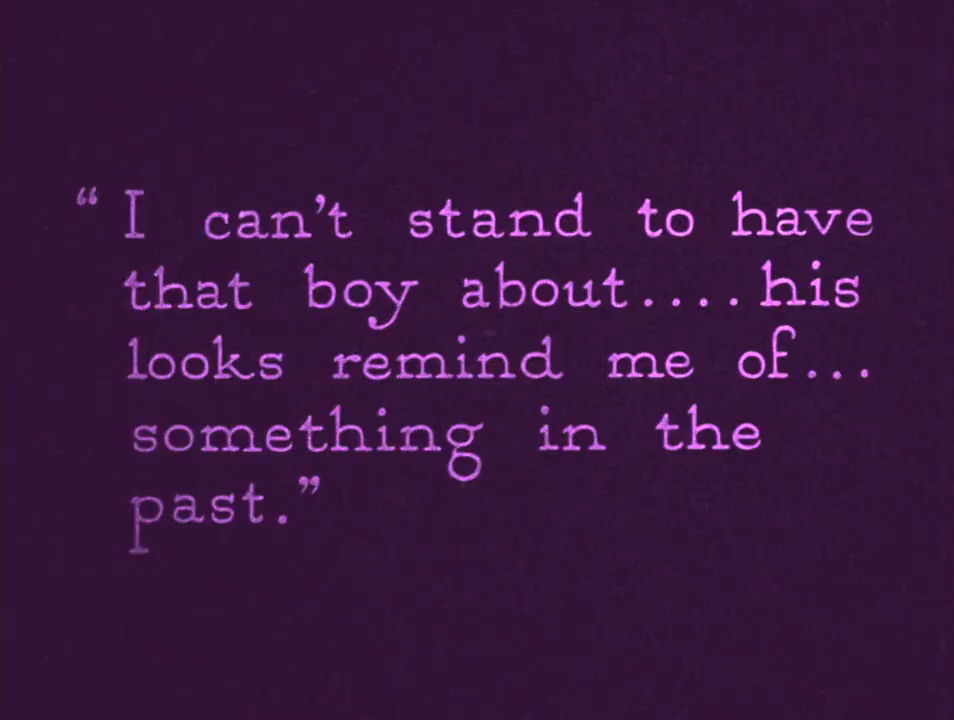 “I can’t stand to have
that boy about....his
looks remind me of...
something in the
past.”